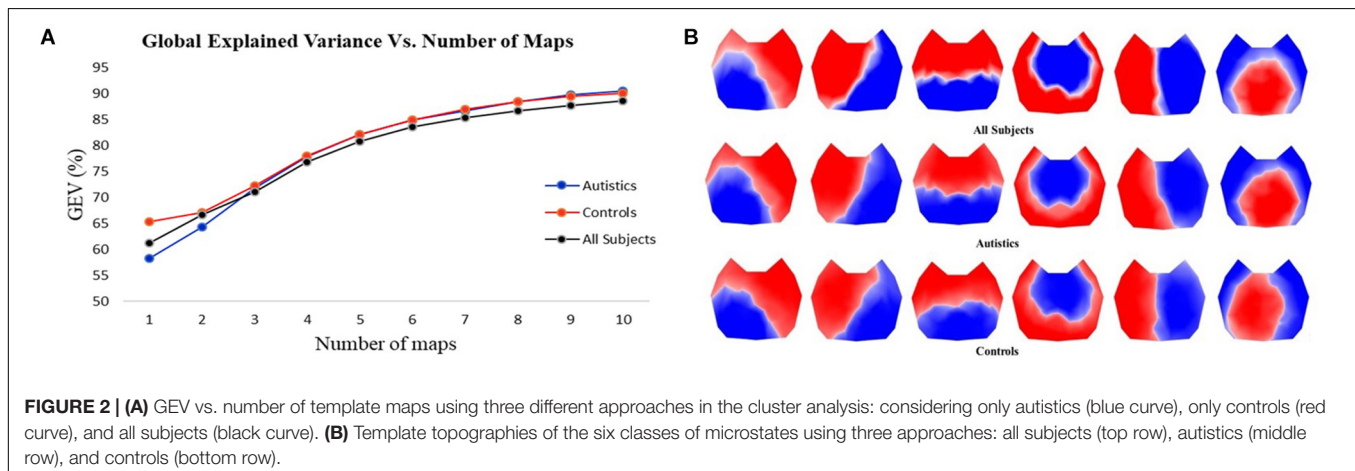 A
Global Explained Variance Vs. Number of Maps
95
90
85
80
75
70
65
60
55
50
GEV (%)
1 2 3 4 5 6 7 8 9 10
Number of maps
Autistics
Controls
All Subjects
B
All Subjects
Autistics
Controls
FIGURE 2 | (A) GEV vs. number of template maps using three different approaches in the cluster analysis: considering only autistics (blue curve), only controls (red
curve), and all subjects (black curve). (B) Template topographies of the six classes of microstates using three approaches: all subjects (top row), autistics (middle
row), and controls (bottom row).